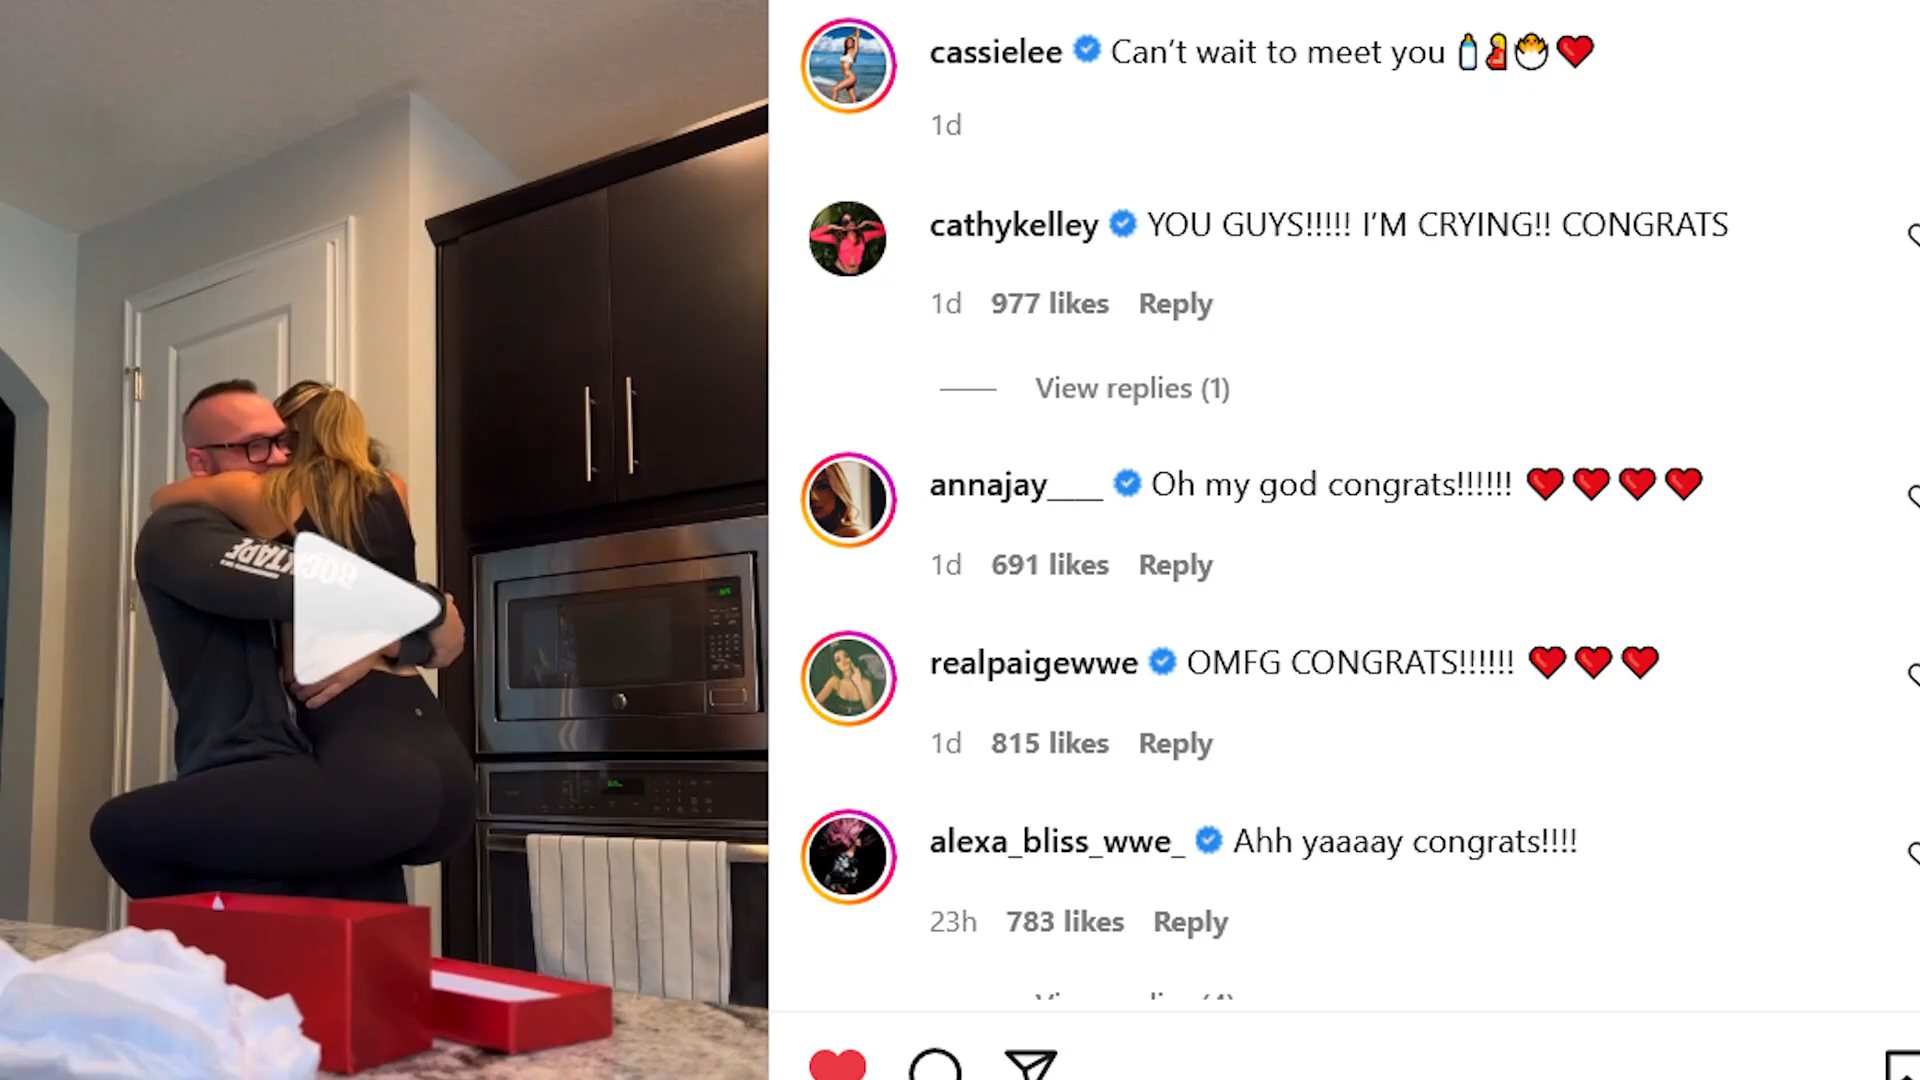 cassielee Can't wait to meet you 🍼🤰🐣❤️
1d
cathykelley YOU GUYS!!!!! I'M CRYING!! CONGRATS
1d 977 likes Reply
View replies (1)
annajay____ Oh my god congrats!!!!!! ❤️❤️❤️❤️
1d 691 likes Reply
realpaigewwe OMFG CONGRATS!!!!!! ❤️❤️❤️
1d 815 likes Reply
alexa_bliss_wwe_ Ahh yaaaay congrats!!!!
23h 783 likes Reply
ROCKTAPE